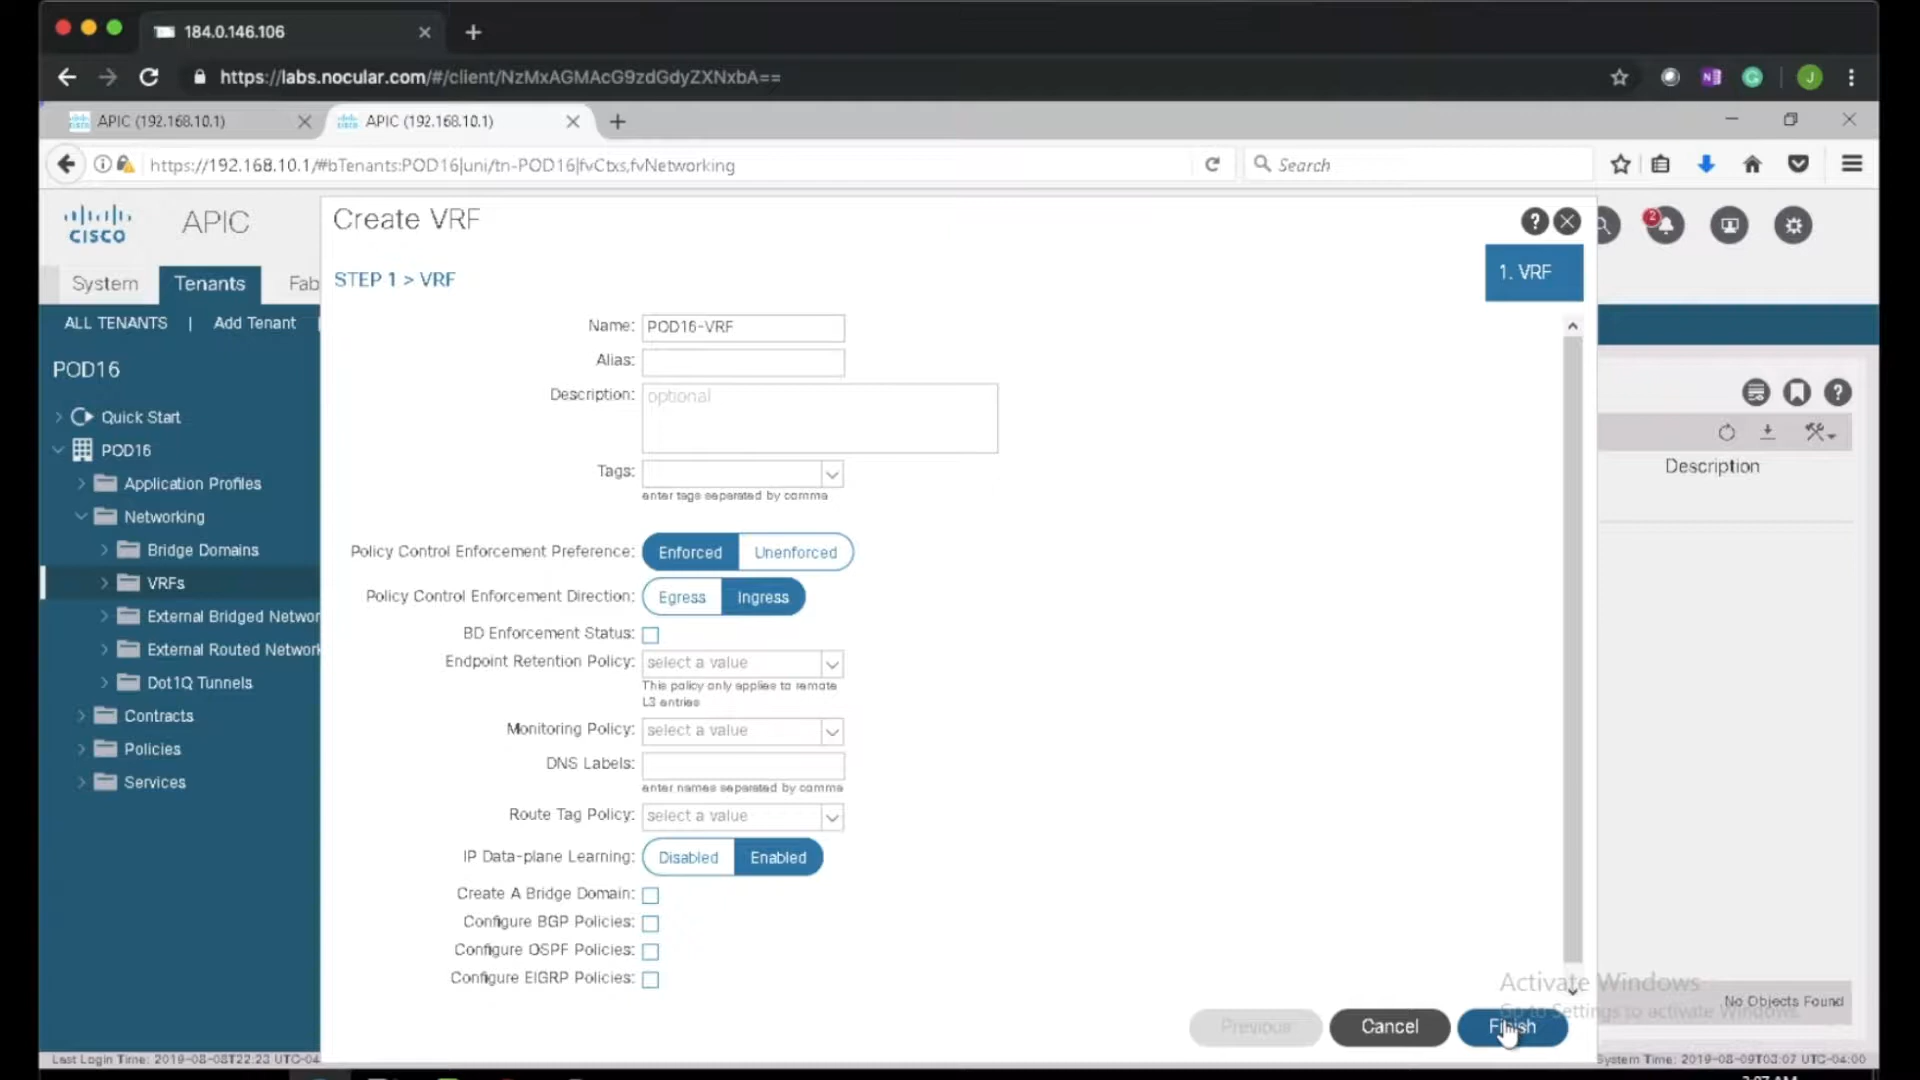 184.0.146.106
https://labs.nocular.com/#/client/NzMxAGMAcG9zdGdyZXNxbA==
N
J
APIC (192.168.10.1)
APIC (192.168.10.1)
https://192.168.10.1/#bTenants:POD16|uni/tn-POD16|fvCtxs,fvNetworking
Search
CISCO
APIC
Create VRF
2
System
Tenants
Fab
STEP 1 > VRF
1. VRF
ALL TENANTS | Add Tenant |
POD16
Quick Start
POD16
Application Profiles
Networking
Bridge Domains
VRFs
External Bridged Networ
External Routed Network
Dot1Q Tunnels
Contracts
Policies
Services
Name: POD16-VRF
Alias:
Description: optional
Tags:
enter tags separated by comma
Policy Control Enforcement Preference: Enforced Unenforced
Policy Control Enforcement Direction: Egress Ingress
BD Enforcement Status:
Endpoint Retention Policy: select a value
This policy only applies to remote
L3 entries
Monitoring Policy: select a value
DNS Labels:
enter names separated by comma
Route Tag Policy: select a value
IP Data-plane Learning: Disabled Enabled
Create A Bridge Domain:
Configure BGP Policies:
Configure OSPF Policies:
Configure EIGRP Policies:
Description
Activate Windows
Go to Settings to activate Windows.
No Objects Found
Previous
Cancel
Finish
Last Login Time: 2019-08-08T22:23 UTC-04
System Time: 2019-08-09T03:07 UTC-04:00